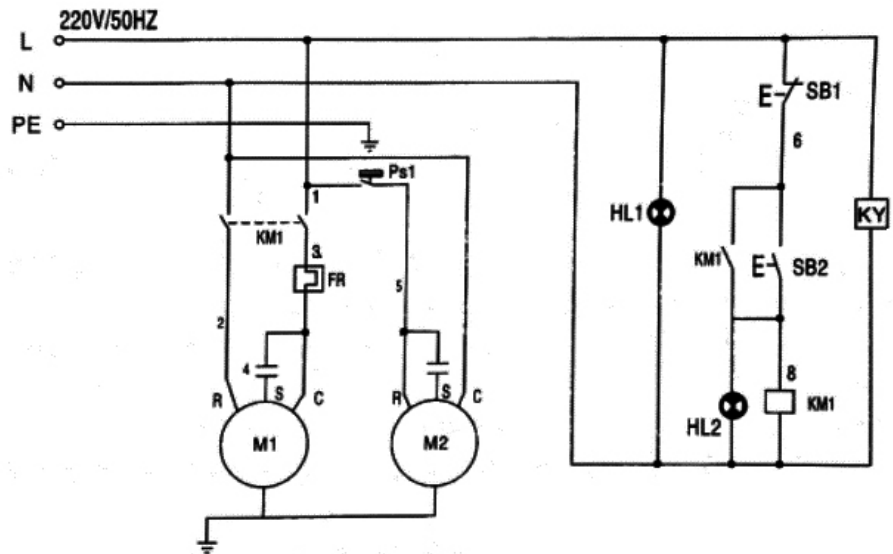 220V/50HZ
L
N
PE
Ps1
E SB1
6
1
HL1
KY
KM1
3.
FR
KM1
E SB2
5
2
4
8
R S C
R S C
HL2
KM1
M1
M2